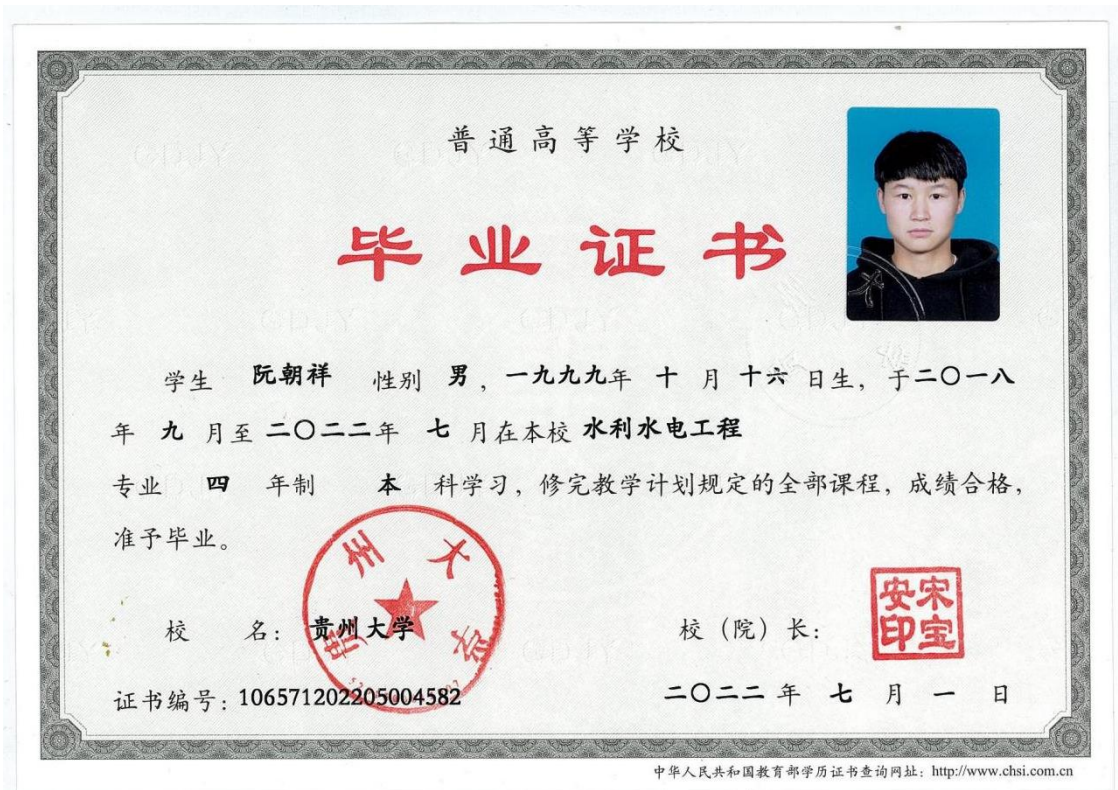 普通高等学校
毕业证书
学生 阮朝祥 性别 男，一九九九年 十 月 十六 日生，于二〇一八
年 九 月至 二〇二二年 七 月在本校 水利水电工程
专业 四 年制 本 科学习，修完教学计划规定的全部课程，成绩合格，
准予毕业。
贵州大学
校 名：贵州大学 校（院）长：
宋宝安印
证书编号：106571202205004582 二〇二二 年 七 月 一 日
中华人民共和国教育部学历证书查询网址：http://www.chsi.com.cn